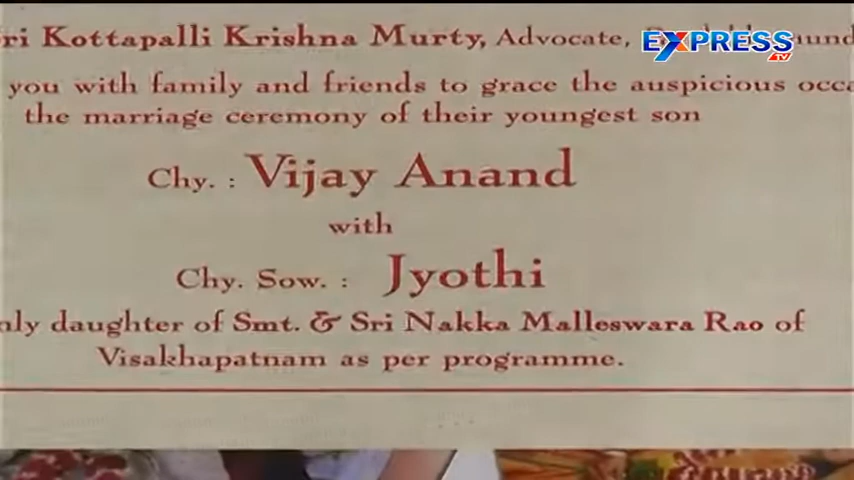 ri Kottapalli Krishna Murty, Advocate,
EXPRESS TV
you with family and friends to grace the auspicious occa
the marriage ceremony of their youngest son
Chy. : Vijay Anand
with
Chy. Sow. : Jyothi
nly daughter of Smt. & Sri Nakka Malleswara Rao of
Visakhapatnam as per programme.